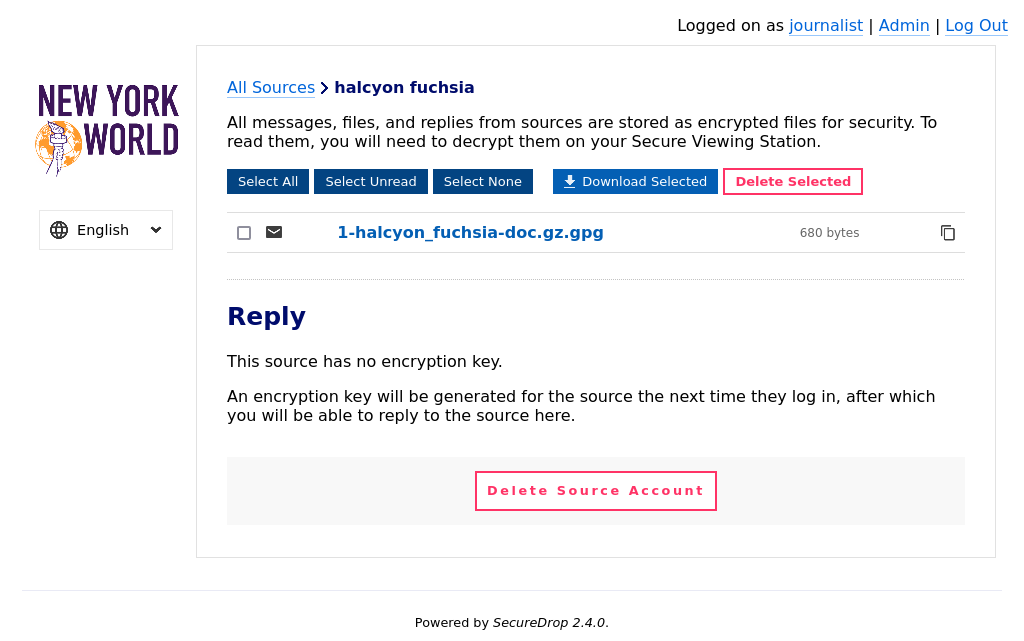 Logged on as journalist | Admin | Log Out
NEW YORK
WORLD
English
All Sources halcyon fuchsia
All messages, files, and replies from sources are stored as encrypted files for security. To
read them, you will need to decrypt them on your Secure Viewing Station.
Select All Select Unread Select None Download Selected Delete Selected
1-halcyon_fuchsia-doc.gz.gpg 680 bytes
Reply
This source has no encryption key.
An encryption key will be generated for the source the next time they log in, after which
you will be able to reply to the source here.
Delete Source Account
Powered by SecureDrop 2.4.0.